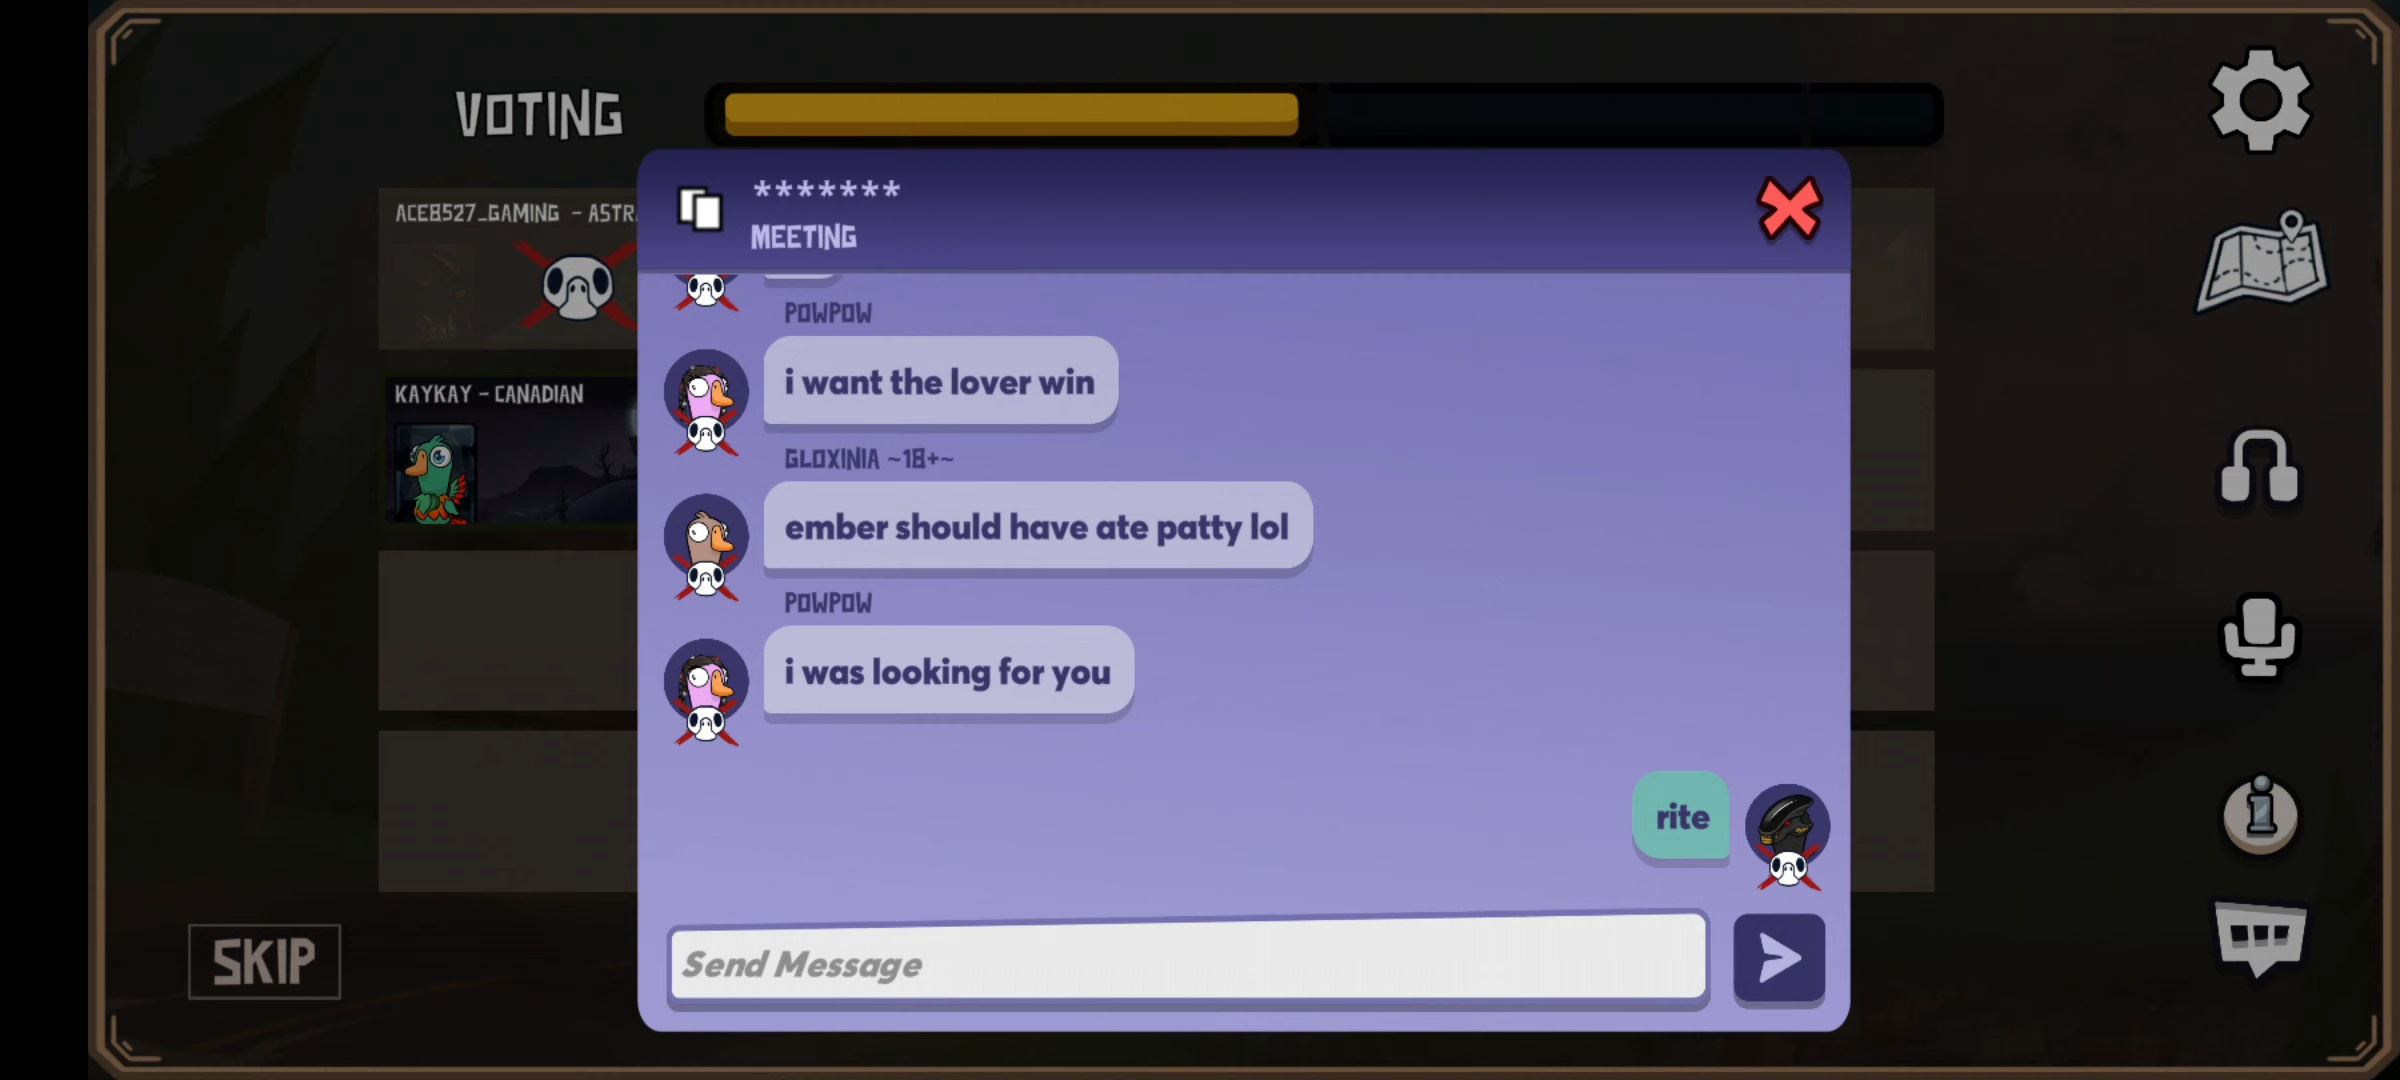 VOTING
*******
MEETING
ACE8527_GAMING - ASTR
KAYKAY - CANADIAN
POWPOW
i want the lover win
GLOXINIA ~18+~
ember should have ate patty lol
POWPOW
i was looking for you
rite
Send Message
SKIP